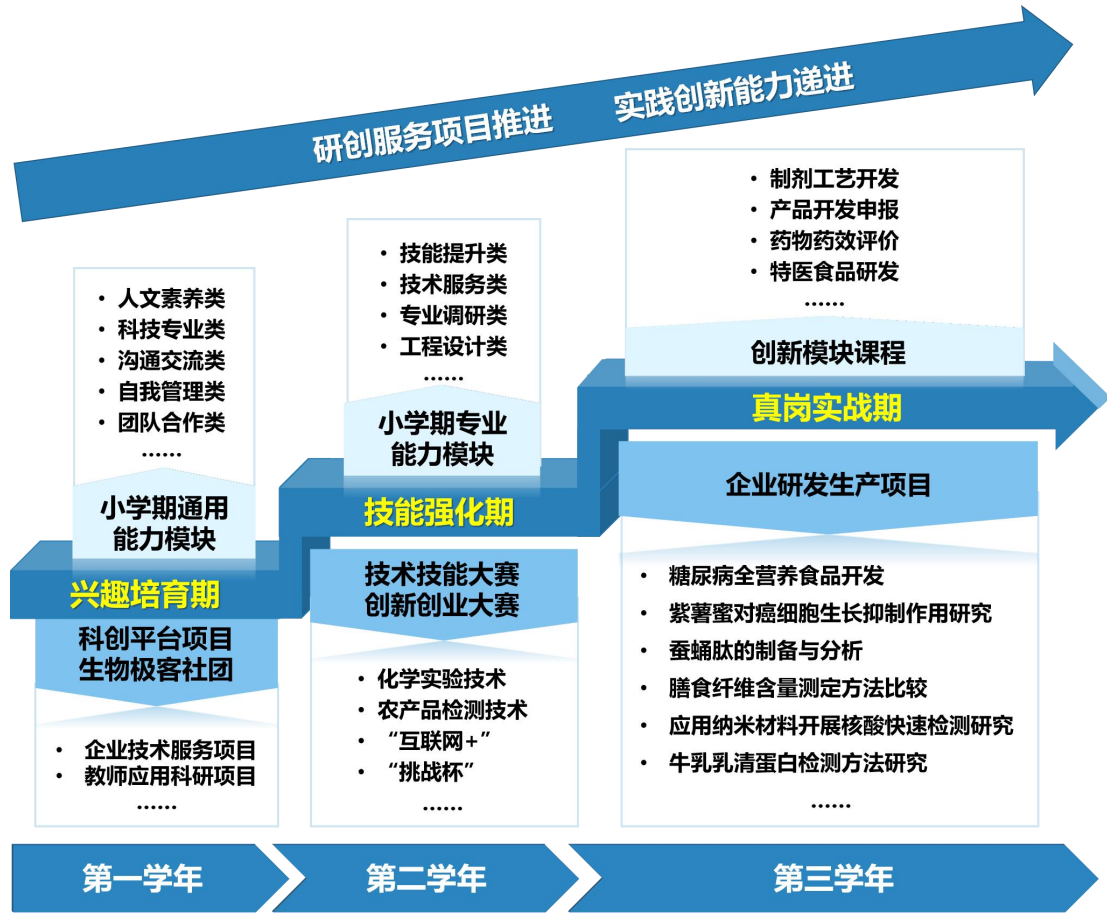 研创服务项目推进 实践创新能力递进
• 人文素养类
• 科技专业类
• 沟通交流类
• 自我管理类
• 团队合作类
……
小学期通用
能力模块
兴趣培育期
科创平台项目
生物极客社团
• 企业技术服务项目
• 教师应用科研项目
……
第一学年
• 技能提升类
• 技术服务类
• 专业调研类
• 工程设计类
……
小学期专业
能力模块
技能强化期
技术技能大赛
创新创业大赛
• 化学实验技术
• 农产品检测技术
• “互联网+”
• “挑战杯”
……
第二学年
• 制剂工艺开发
• 产品开发申报
• 药物药效评价
• 特医食品研发
……
创新模块课程
真岗实战期
企业研发生产项目
• 糖尿病全营养食品开发
• 紫薯蜜对癌细胞生长抑制作用研究
• 蚕蛹肽的制备与分析
• 膳食纤维含量测定方法比较
• 应用纳米材料开展核酸快速检测研究
• 牛乳乳清蛋白检测方法研究
……
第三学年